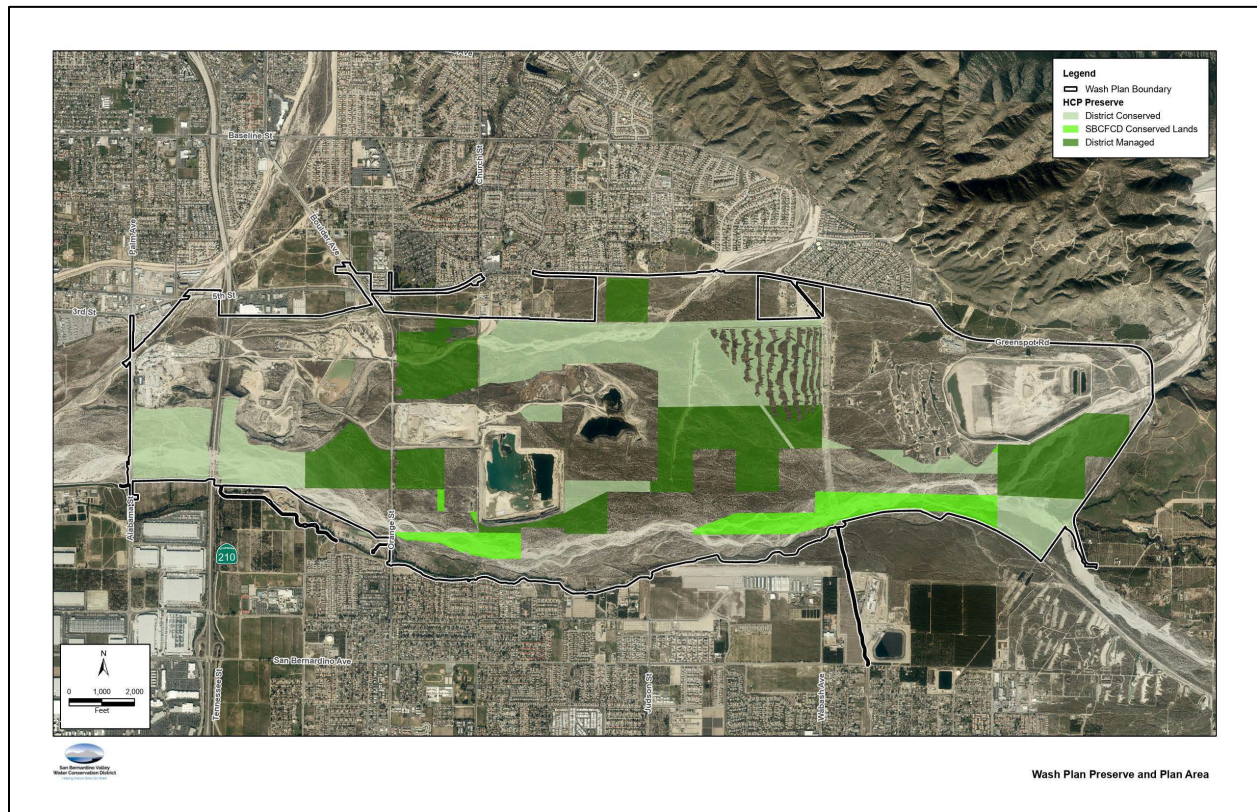 Legend
Wash Plan Boundary
HCP Preserve
District Conserved
SBCFCD Conserved Lands
District Managed
Baseline St
Church St
Palm Ave
Boulder Ave
5th St
3rd St
Greenspot Rd
Alabama St
Orange St
210
San Bernardino Ave
Tennessee St
Judson St
Wabash Ave
N
0 1,000 2,000
Feet
San Bernardino Valley
Water Conservation District
Wash Plan Preserve and Plan Area